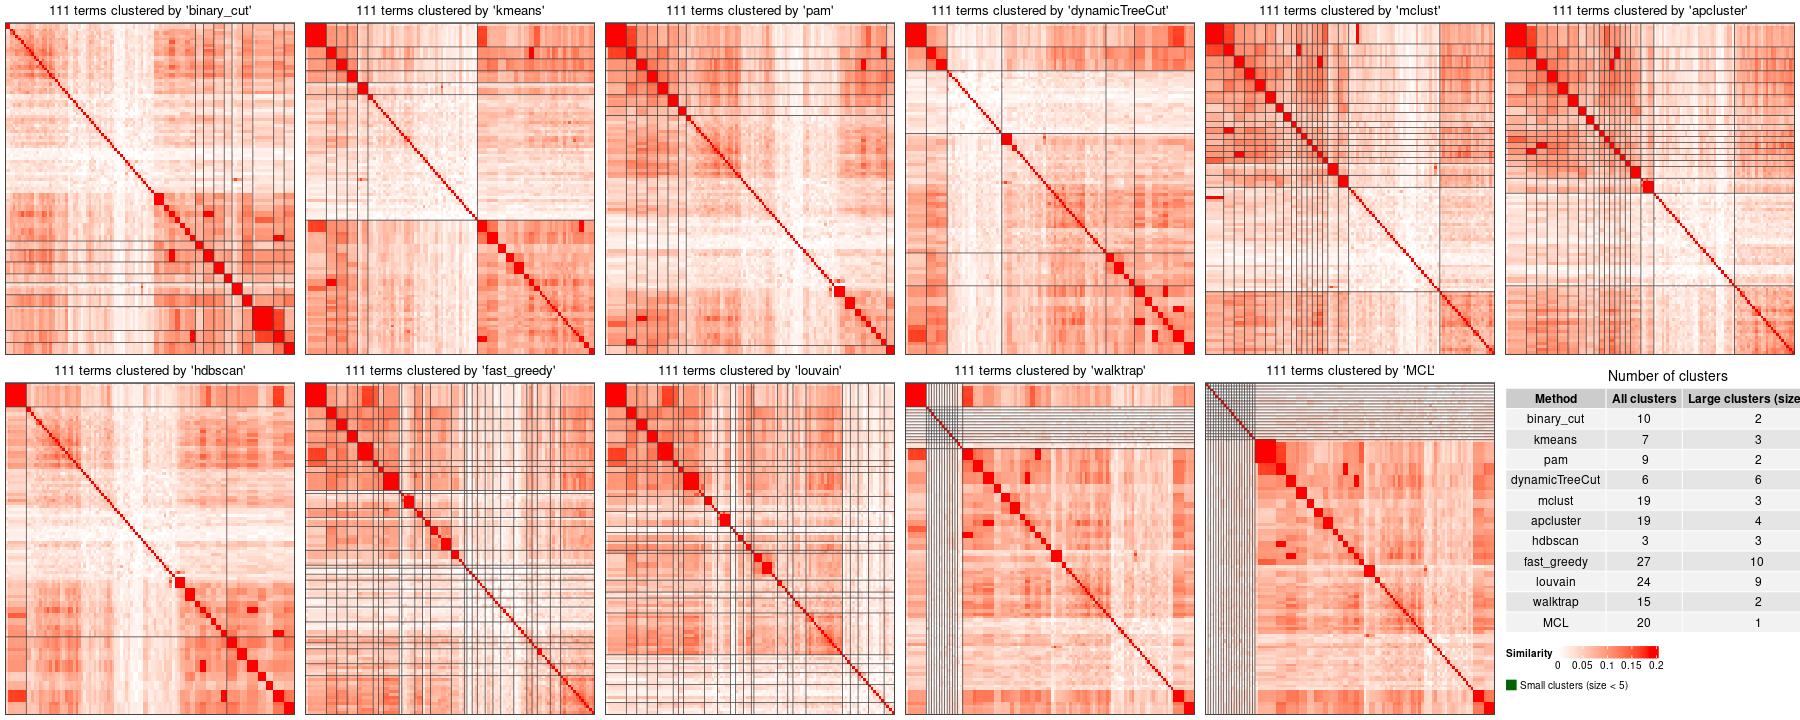 111 terms clustered by 'binary_cut'
111 terms clustered by 'kmeans'
111 terms clustered by 'pam'
111 terms clustered by 'dynamicTreeCut'
111 terms clustered by 'mclust'
111 terms clustered by 'apcluster'
111 terms clustered by 'hdbscan'
111 terms clustered by 'fast_greedy'
111 terms clustered by 'louvain'
111 terms clustered by 'walktrap'
111 terms clustered by 'MCL'
Number of clusters
Method All clusters Large clusters (size
binary_cut 10 2
kmeans 7 3
pam 9 2
dynamicTreeCut 6 6
mclust 19 3
apcluster 19 4
hdbscan 3 3
fast_greedy 27 10
louvain 24 9
walktrap 15 2
MCL 20 1
Similarity
0 0.05 0.1 0.15 0.2
Small clusters (size < 5)